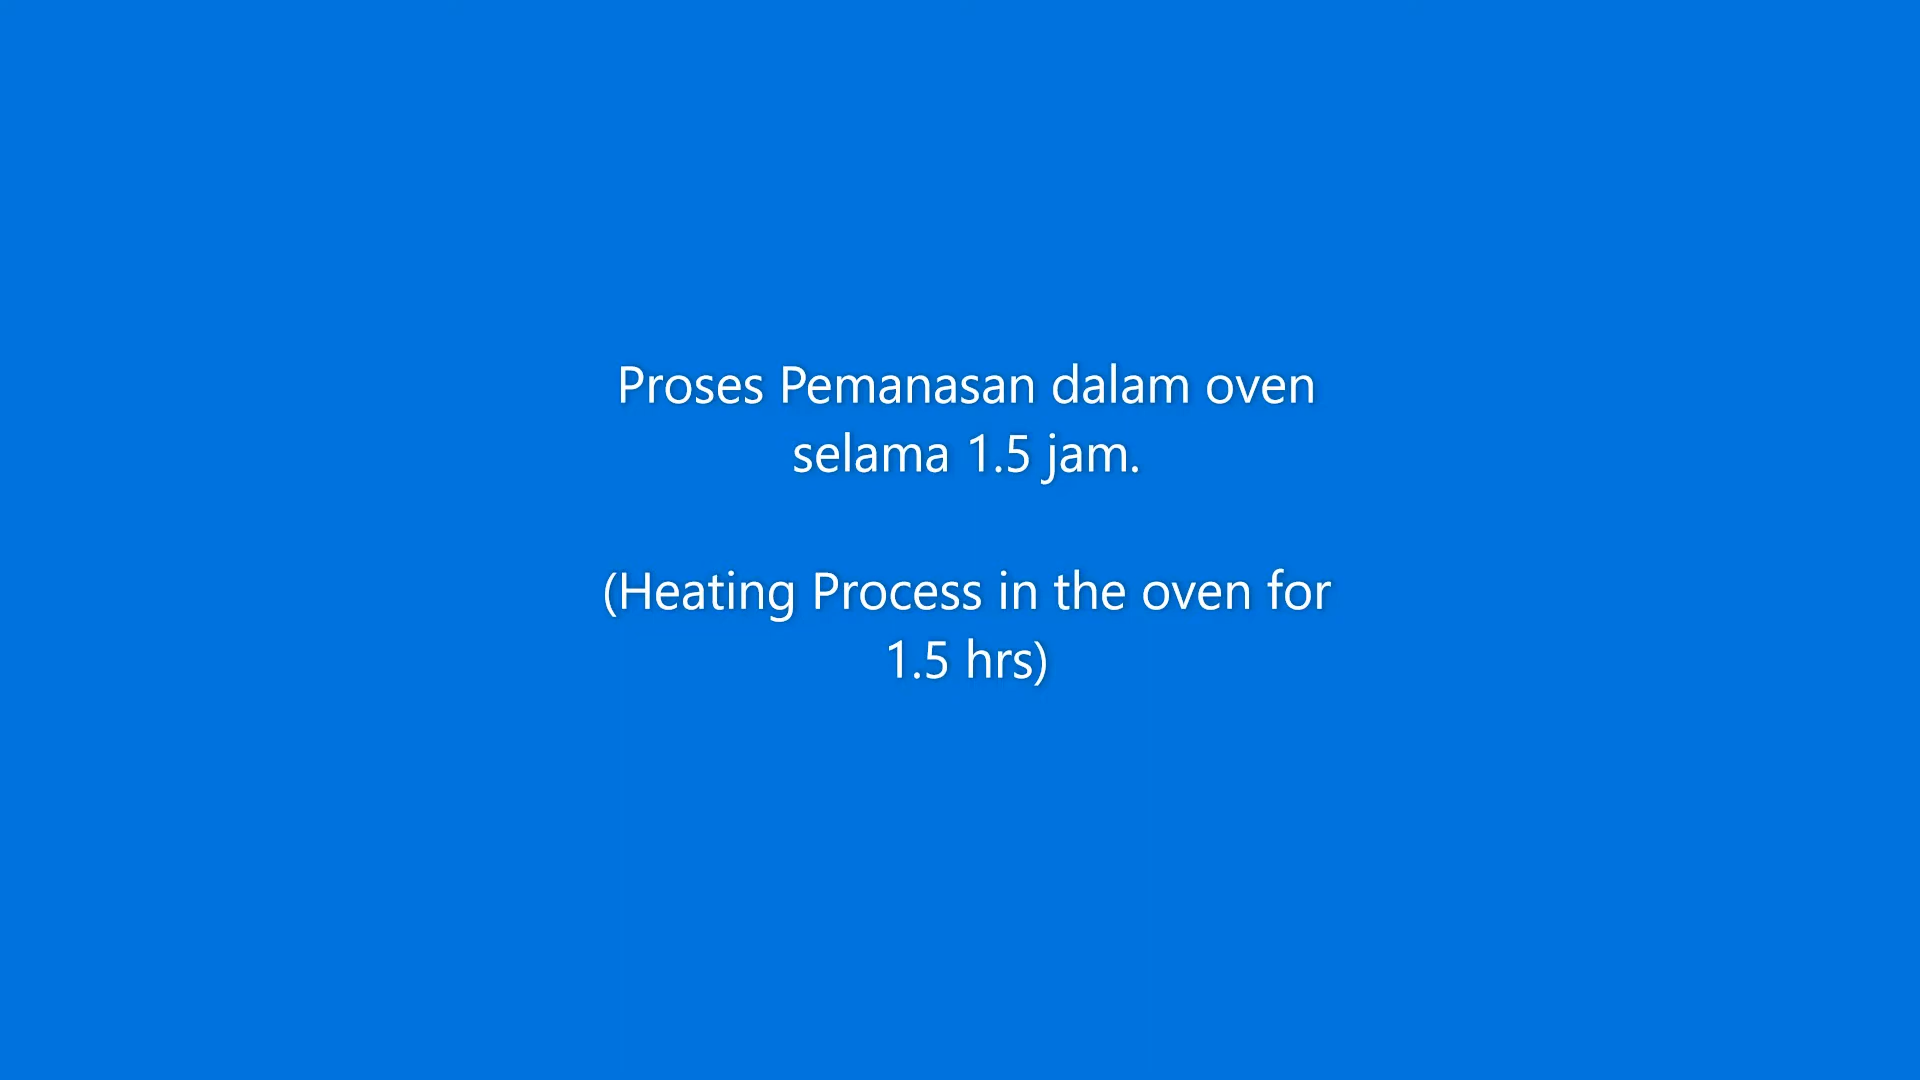 Proses Pemanasan dalam oven
selama 1.5 jam.
(Heating Process in the oven for
1.5 hrs)